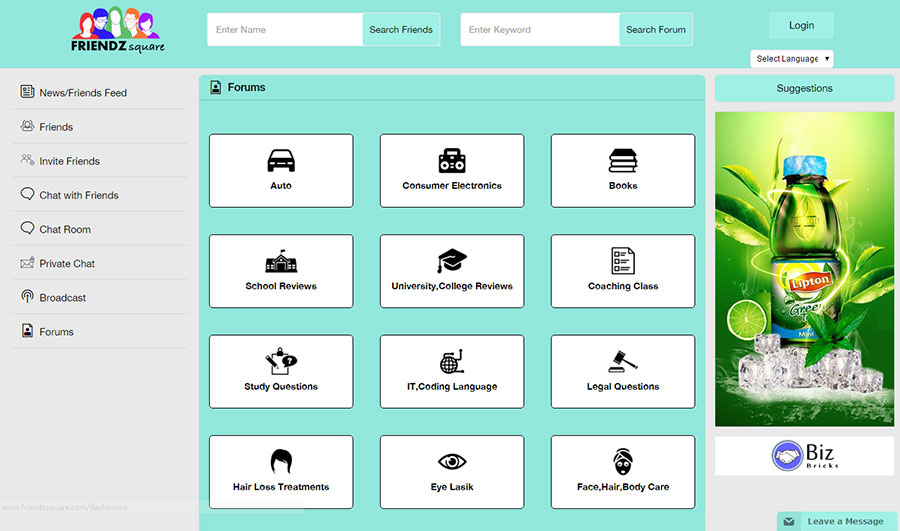 FRIENDZ square
Enter Name
Search Friends
Enter Keyword
Search Forum
Login
Select Language
News/Friends Feed
Friends
Invite Friends
Chat with Friends
Chat Room
Private Chat
Broadcast
Forums
Forums
Auto
Consumer Electronics
Books
School Reviews
University,College Reviews
Coaching Class
Study Questions
IT,Coding Language
Legal Questions
Hair Loss Treatments
Eye Lasik
Face,Hair,Body Care
Suggestions
Lipton
Green
Mint
Biz
Bricks
www.friendzsquare.com/dashboard
Leave a Message